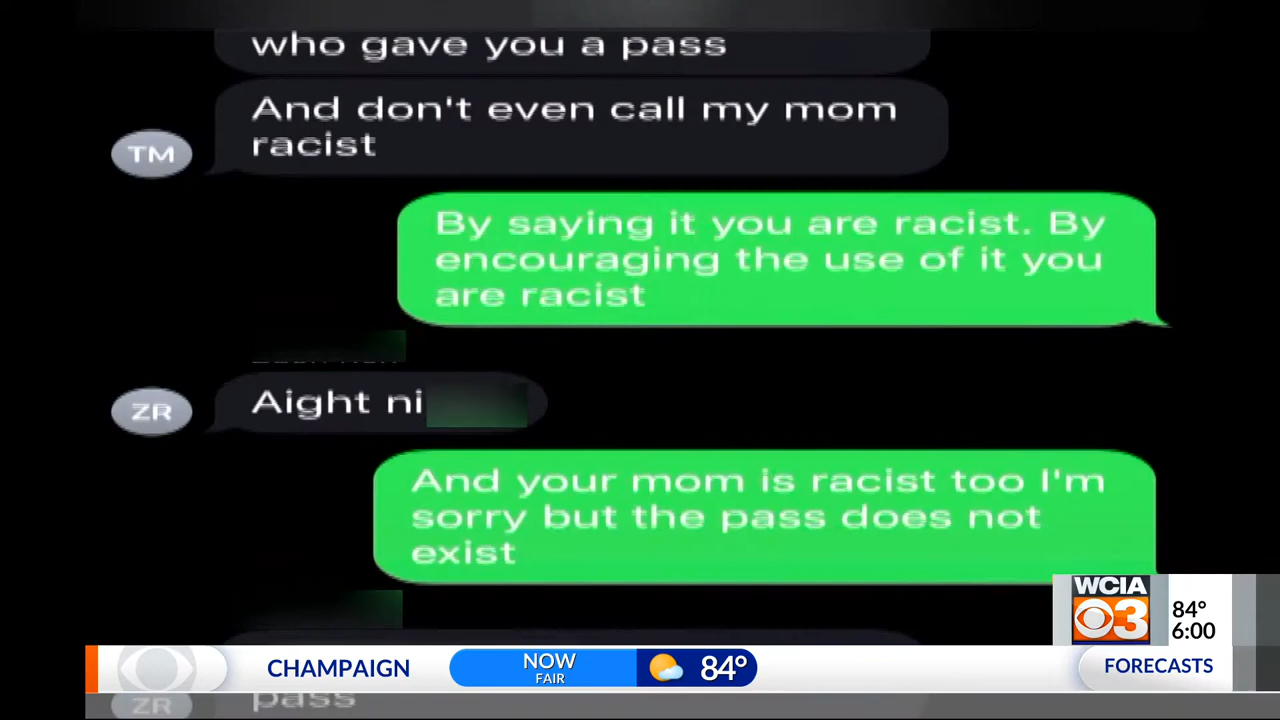 who gave you a pass
And don't even call my mom
racist
TM
By saying it you are racist. By
encouraging the use of it you
are racist
Aight ni
ZR
And your mom is racist too I'm
sorry but the pass does not
exist
WCIA
3
84°
6:00
CHAMPAIGN
NOW
FAIR
84°
FORECASTS
pass
ZR